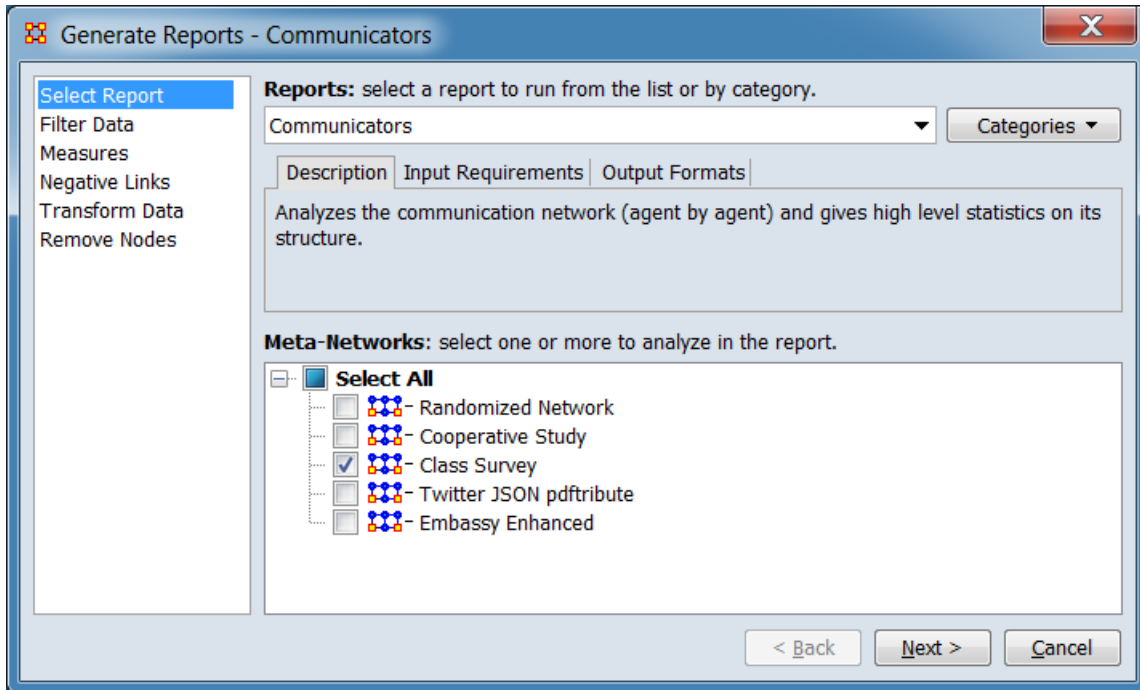 Generate Reports - Communicators
Select Report
Filter Data
Measures
Negative Links
Transform Data
Remove Nodes
Reports: select a report to run from the list or by category.
Communicators
Categories
Description Input Requirements Output Formats
Analyzes the communication network (agent by agent) and gives high level statistics on its
structure.
Meta-Networks: select one or more to analyze in the report.
Select All
Randomized Network
Cooperative Study
Class Survey
Twitter JSON pdftribute
Embassy Enhanced
< Back Next > Cancel